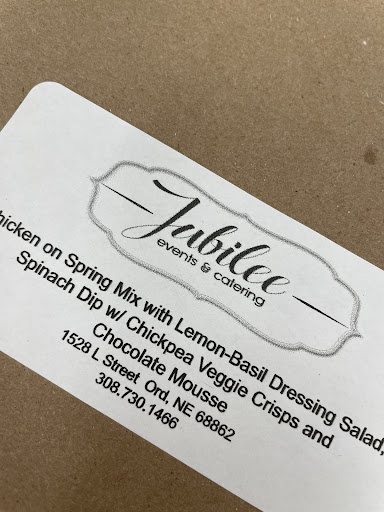 Jubilee
events & catering
hicken on Spring Mix with Lemon-Basil Dressing Salad,
Spinach Dip w/ Chickpea Veggie Crisps and
Chocolate Mousse
1528 L Street Ord, NE 68862
308.730.1466